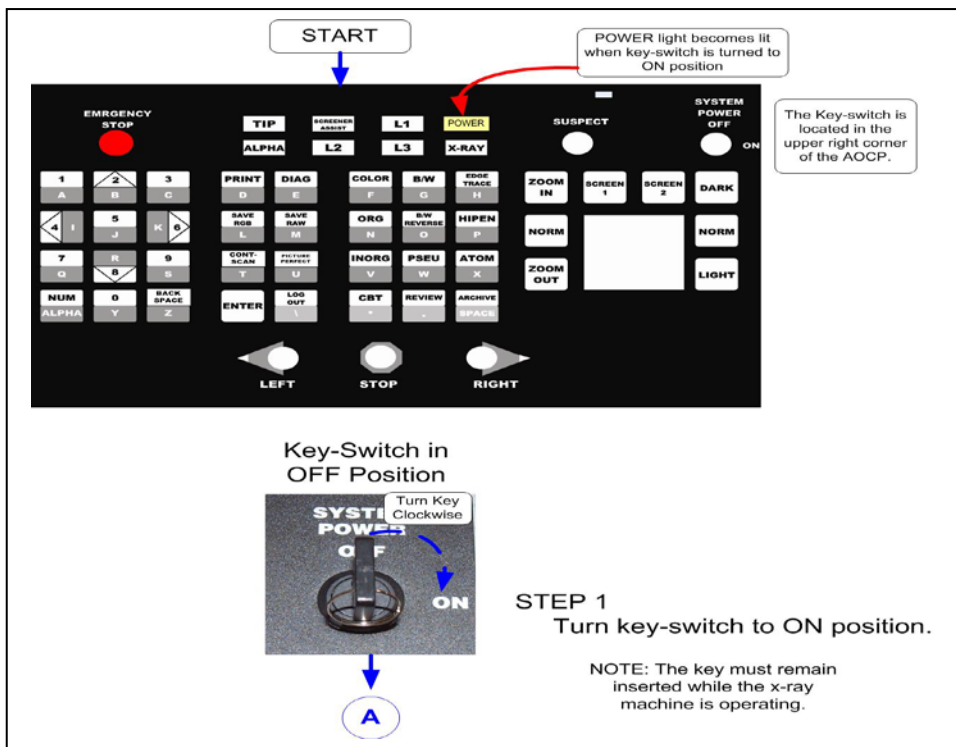 START
POWER light becomes lit
when key-switch is turned to
ON position
The Key-switch is
located in the
upper right corner
of the AOCP.
EMRGENCY
STOP
TIP
SCREENER
ASSIST
L1
POWER
ALPHA
L2
L3
X-RAY
SUSPECT
SYSTEM
POWER
OFF
ON
1
A
2
B
3
C
PRINT
D
DIAG
E
COLOR
F
B/W
G
EDGE
TRACE
H
ZOOM
IN
SCREEN
1
SCREEN
2
DARK
4 I
5
J
K 6
SAVE
RGB
L
SAVE
RAW
M
ORG
N
B/W
REVERSE
O
HIPEN
P
NORM
NORM
7
Q
R
8
9
S
CONT-
SCAN
T
PICTURE
PERFECT
U
INORG
V
PSEU
W
ATOM
X
ZOOM
OUT
LIGHT
NUM
ALPHA
0
Y
BACK
SPACE
Z
ENTER
LOG
OUT
\
CBT
*
REVIEW
ARCHIVE
SPACE
LEFT
STOP
RIGHT
Key-Switch in
OFF Position
Turn Key
Clockwise
SYSTEM
POWER
OFF
ON
STEP 1
Turn key-switch to ON position.
NOTE: The key must remain
inserted while the x-ray
machine is operating.
A